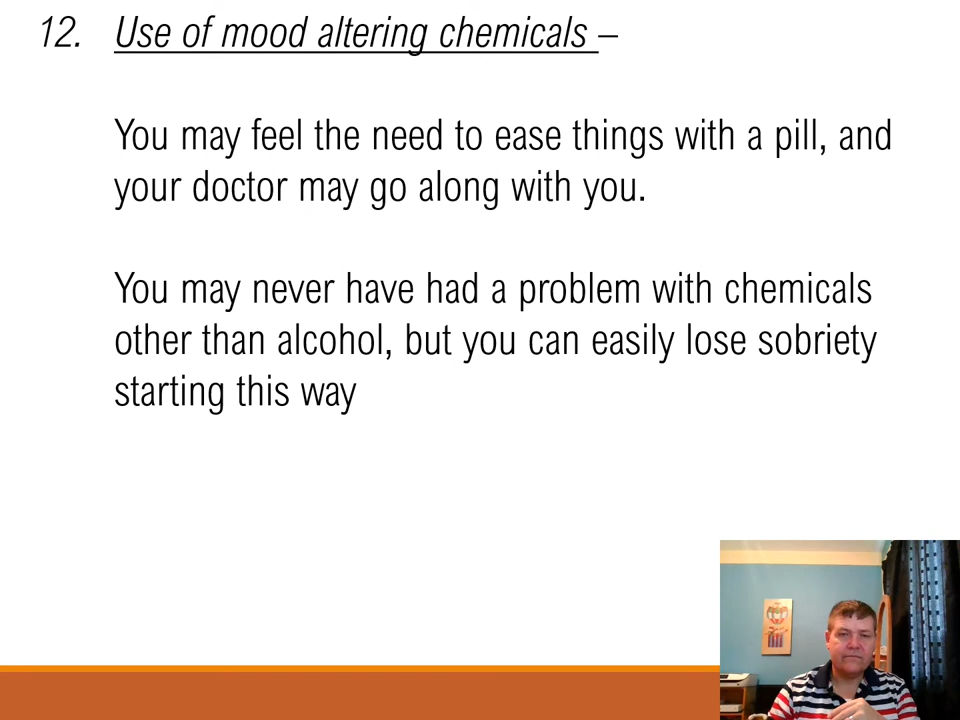 12. Use of mood altering chemicals –
You may feel the need to ease things with a pill, and
your doctor may go along with you.
You may never have had a problem with chemicals
other than alcohol, but you can easily lose sobriety
starting this way